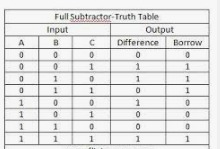 Full Subtractor-Truth Table
Input Output
A B C Difference Borrow
0 0 0 0 0
0 0 1 1 1
0 1 0 1 1
0 1 1 0 1
1 0 0 1 0
1 0 1 0 0
1 1 0 0 0
1 1 1 1 1